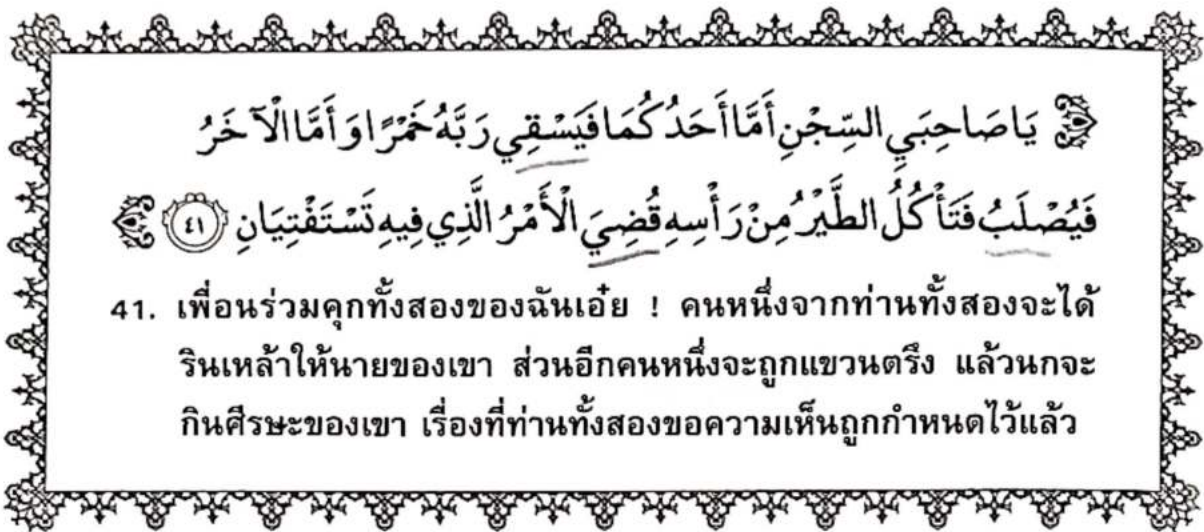 يَا صَاحِبَيِ السِّجْنِ أَمَّا أَحَدُكُمَا فَيَسْقِي رَبَّهُ خَمْرًا وَأَمَّا الْآخَرُ
فَيُصْلَبُ فَتَأْكُلُ الطَّيْرُ مِنْ رَأْسِهِ قُضِيَ الْأَمْرُ الَّذِي فِيهِ تَسْتَفْتِيَانِ ٤١
41. เพื่อนร่วมคุกทั้งสองของฉันเอ๋ย ! คนหนึ่งจากท่านทั้งสองจะได้
รินเหล้าให้นายของเขา ส่วนอีกคนหนึ่งจะถูกแขวนตรึง แล้วนกจะ
กินศีรษะของเขา เรื่องที่ท่านทั้งสองขอความเห็นถูกกำหนดไว้แล้ว